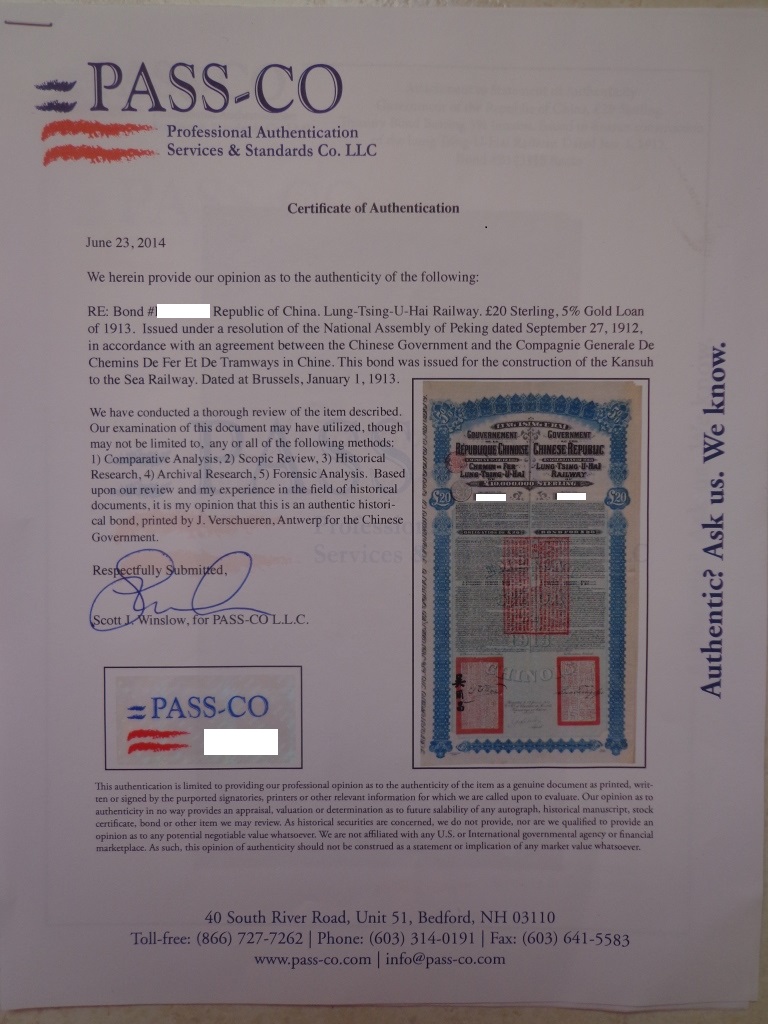 PASS-CO
Professional Authentication
Services & Standards Co. LLC
Certificate of Authentication
June 23, 2014
We herein provide our opinion as to the authenticity of the following:
RE: Bond # Republic of China. Lung-Tsing-U-Hai Railway. £20 Sterling, 5% Gold Loan
of 1913. Issued under a resolution of the National Assembly of Peking dated September 27, 1912,
in accordance with an agreement between the Chinese Government and the Compagnie Generale De
Chemins De Fer Et De Tramways in Chine. This bond was issued for the construction of the Kansuh
to the Sea Railway. Dated at Brussels, January 1, 1913.
We have conducted a thorough review of the item described.
Our examination of this document may have utilized, though
may not be limited to, any or all of the following methods:
1) Comparative Analysis, 2) Scopic Review, 3) Historical
Research, 4) Archival Research, 5) Forensic Analysis. Based
upon our review and my experience in the field of historical
documents, it is my opinion that this is an authentic histori-
cal bond, printed by J. Verschueren, Antwerp for the Chinese
Government.
Respectfully Submitted,
Scott J. Winslow, for PASS-CO L.L.C.
PASS-CO
LUNG-TSING-U-HAI
GOUVERNEMENT
RÉPUBLIQUE CHINOISE
CHEMIN DE FER
LUNG-TSING-U-HAI
GOVERNMENT
CHINESE REPUBLIC
LUNG-TSING-U-HAI
RAILWAY
£20
£20
CHINO
Authentic? Ask us. We know.
This authentication is limited to providing our professional opinion as to the authenticity of the item as a genuine document as printed, writ-
ten or signed by the purported signatories, printers or other relevant information for which we are called upon to evaluate. Our opinion as to
authenticity in no way provides an appraisal, valuation or determination as to future salability of any autograph, historical manuscript, stock
certificate, bond or other item we may review. As historical securities are concerned, we do not provide, nor are we qualified to provide an
opinion as to any potential negotiable value whatsoever. We are not affiliated with any U.S. or International governmental agency or financial
marketplace. As such, this opinion of authenticity should not be construed as a statement or implication of any market value whatsoever.
40 South River Road, Unit 51, Bedford, NH 03110
Toll-free: (866) 727-7262 | Phone: (603) 314-0191 | Fax: (603) 641-5583
www.pass-co.com | info@pass-co.com